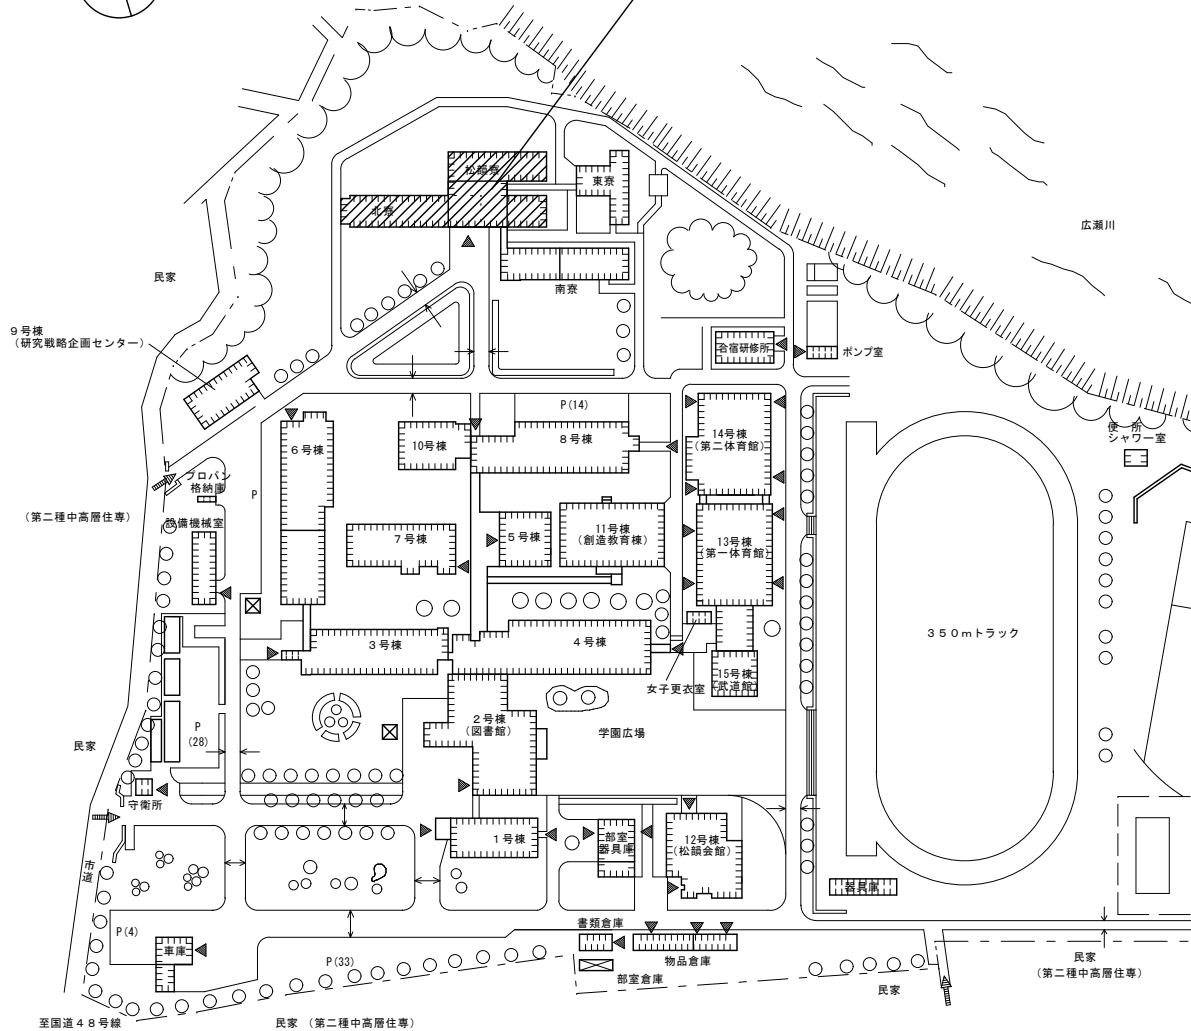 松韻寮
東寮
北寮
広瀬川
民家
南寮
9号棟
(研究戦略企画センター)
合宿研修所
ポンプ室
P(14)
便 所
シャワー室
14号棟
(第二体育館)
6号棟
10号棟
8号棟
プロパン
格納庫
P
(第二種中高層住専)
設備機械室
7号棟
5号棟
11号棟
(創造教育棟)
13号棟
(第一体育館)
350mトラック
3号棟
4号棟
女子更衣室
15号棟
(武道館)
2号棟
(図書館)
学園広場
P
(28)
民家
守衛所
1号棟
部室
器具庫
12号棟
(松韻会館)
市道
器具庫
P(4)
車庫
書類倉庫
P(33)
物品倉庫
部室倉庫
民家
(第二種中高層住専)
民家
至国道48号線
民家 (第二種中高層住専)